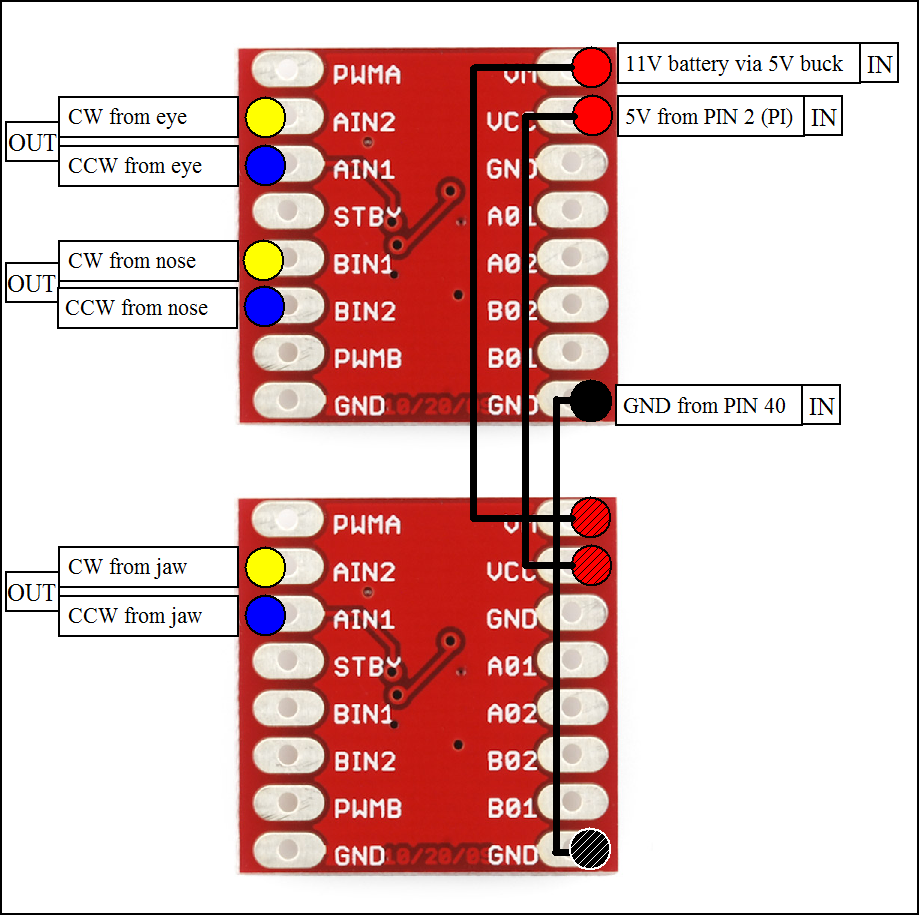 PWMA VM 11V battery via 5V buck IN
CW from eye AIN2 VCC 5V from PIN 2 (PI) IN
OUT
CCW from eye AIN1 GND
STBY A01
CW from nose BIN1 A02
OUT
CCW from nose BIN2 B02
PWMB B01
GND 10/20/09 GND GND from PIN 40 IN
PWMA VM
CW from jaw AIN2 VCC
OUT
CCW from jaw AIN1 GND
STBY A01
BIN1 A02
BIN2 B02
PWMB B01
GND 10/20/09 GND